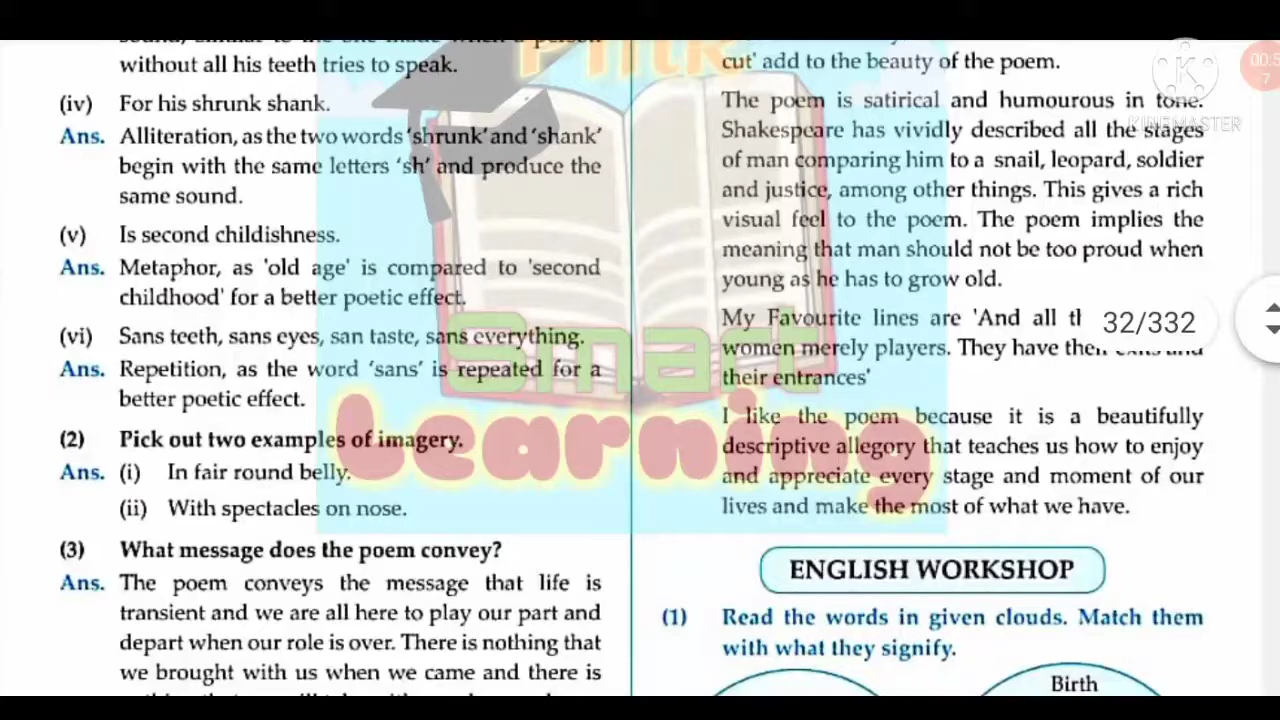 without all his teeth tries to speak.
(iv) For his shrunk shank.
Ans. Alliteration, as the two words 'shrunk' and 'shank'
begin with the same letters 'sh' and produce the
same sound.
(v) Is second childishness.
Ans. Metaphor, as 'old age' is compared to 'second
childhood' for a better poetic effect.
(vi) Sans teeth, sans eyes, san taste, sans everything.
Ans. Repetition, as the word 'sans' is repeated for a
better poetic effect.
(2) Pick out two examples of imagery.
Ans. (i) In fair round belly.
(ii) With spectacles on nose.
(3) What message does the poem convey?
Ans. The poem conveys the message that life is
transient and we are all here to play our part and
depart when our role is over. There is nothing that
we brought with us when we came and there is
cut' add to the beauty of the poem.
The poem is satirical and humourous in tone.
Shakespeare has vividly described all the stages
of man comparing him to a snail, leopard, soldier
and justice, among other things. This gives a rich
visual feel to the poem. The poem implies the
meaning that man should not be too proud when
young as he has to grow old.
My Favourite lines are 'And all
women merely players. They have
their entrances'
I like the poem because it is a beautifully
descriptive allegory that teaches us how to enjoy
and appreciate every stage and moment of our
lives and make the most of what we have.
ENGLISH WORKSHOP
(1) Read the words in given clouds. Match them
with what they signify.
Birth
32/332
Smart
Learning
K
KINEMASTER